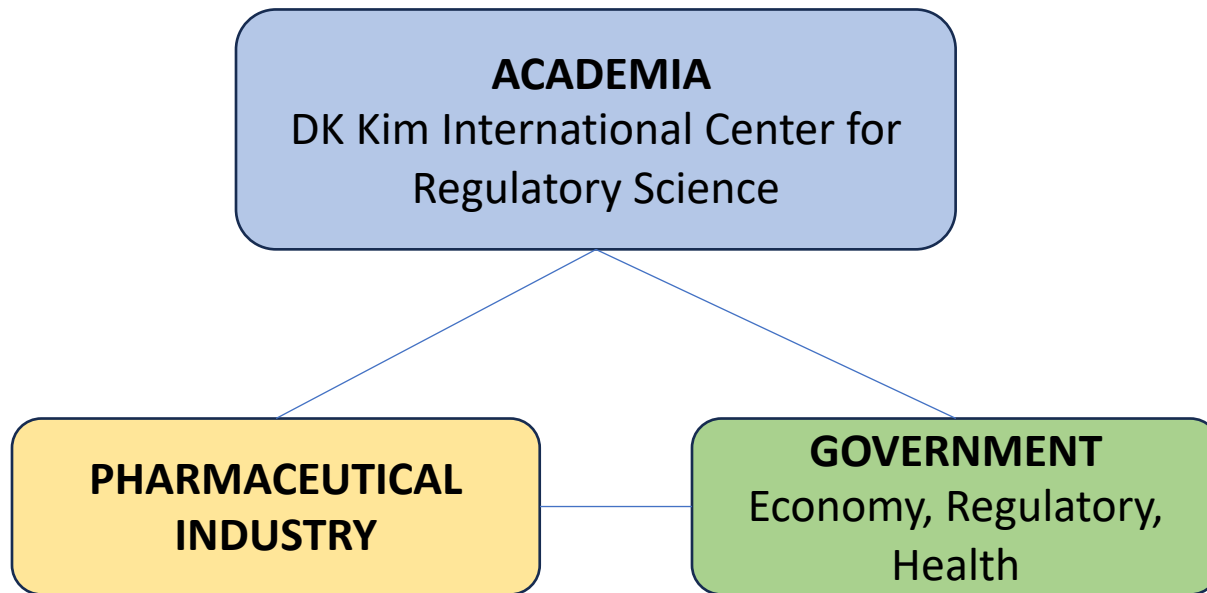 ACADEMIA
DK Kim International Center for
Regulatory Science
PHARMACEUTICAL
INDUSTRY
GOVERNMENT
Economy, Regulatory,
Health